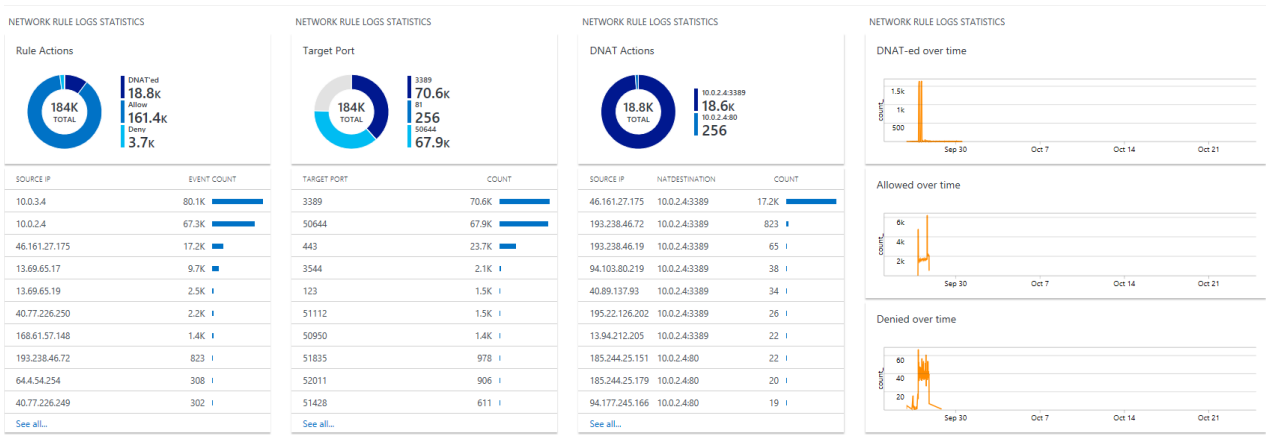 NETWORK RULE LOGS STATISTICS
Rule Actions
184K
TOTAL
DNAT'ed
18.8K
Allow
161.4K
Deny
3.7K
SOURCE IP EVENT COUNT
10.0.3.4 80.1K
10.0.2.4 67.3K
46.161.27.175 17.2K
13.69.65.17 9.7K
13.69.65.19 2.5K
40.77.226.250 2.2K
168.61.57.148 1.4K
193.238.46.72 823
64.4.54.254 308
40.77.226.249 302
See all...
NETWORK RULE LOGS STATISTICS
Target Port
184K
TOTAL
3389
70.6K
81
256
50644
67.9K
TARGET PORT COUNT
3389 70.6K
50644 67.9K
443 23.7K
3544 2.1K
123 1.5K
51112 1.5K
50950 1.4K
51835 978
52011 906
51428 611
See all...
NETWORK RULE LOGS STATISTICS
DNAT Actions
18.8K
TOTAL
10.0.2.4:3389
18.6K
10.0.2.4:80
256
SOURCE IP NATDESTINATION COUNT
46.161.27.175 10.0.2.4:3389 17.2K
193.238.46.72 10.0.2.4:3389 823
193.238.46.19 10.0.2.4:3389 65
94.103.80.219 10.0.2.4:3389 38
40.89.137.93 10.0.2.4:3389 34
195.22.126.202 10.0.2.4:3389 26
13.94.212.205 10.0.2.4:3389 22
185.244.25.151 10.0.2.4:80 22
185.244.25.179 10.0.2.4:80 20
94.177.245.166 10.0.2.4:80 19
See all...
NETWORK RULE LOGS STATISTICS
DNAT-ed over time
count_
1.5k
1k
500
Sep 30 Oct 7 Oct 14 Oct 21
Allowed over time
count_
6k
4k
2k
Sep 30 Oct 7 Oct 14 Oct 21
Denied over time
count_
60
40
20
Sep 30 Oct 7 Oct 14 Oct 21